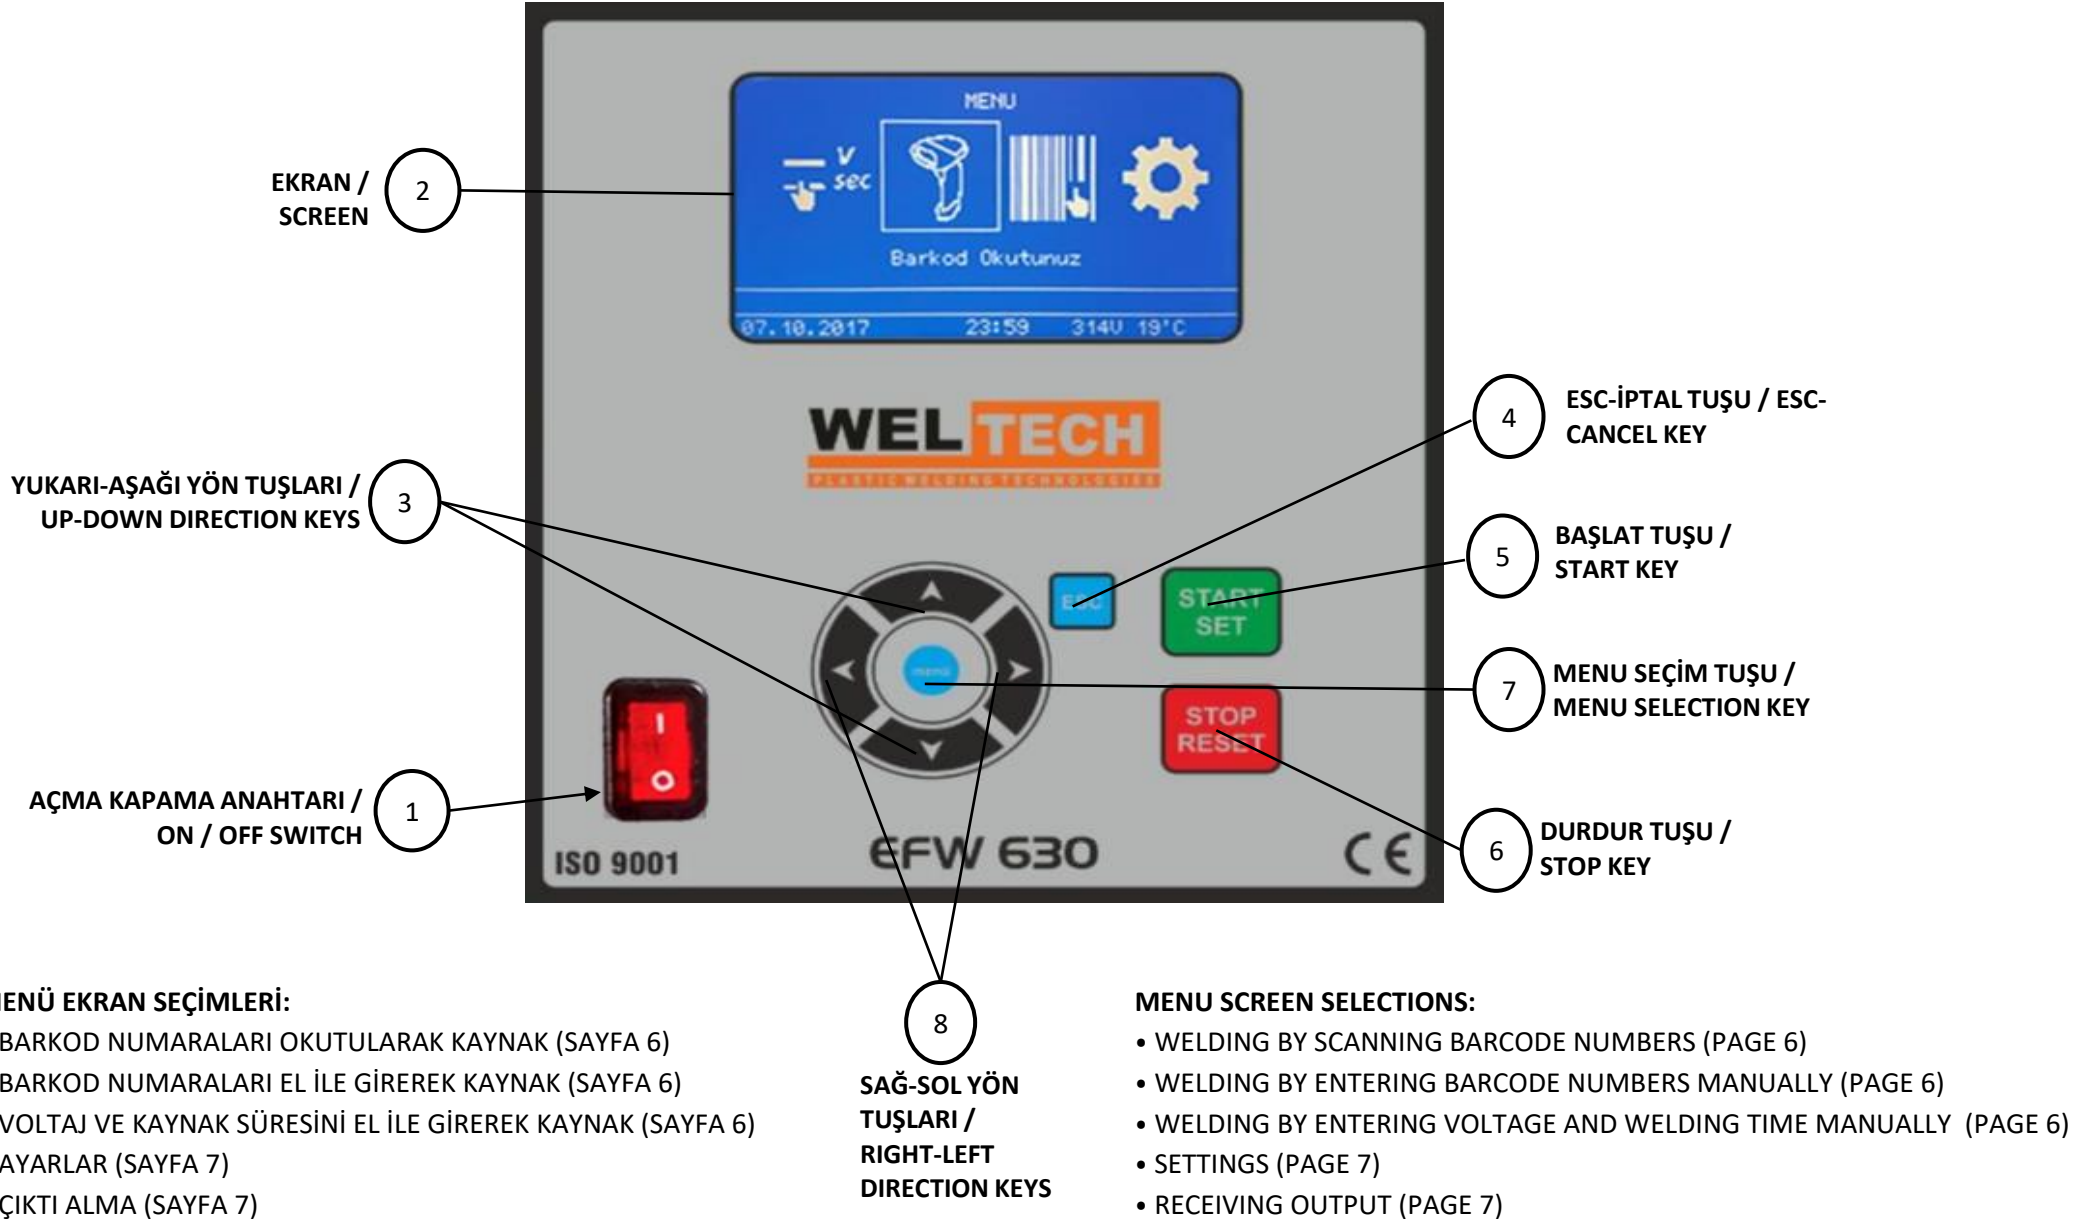 MENU
V
sec
Barkod Okutunuz
07.10.2017 23:59 314V 19°C
EKRAN /
SCREEN
2
WELTECH
PLASTIC WELDING TECHNOLOGIES
4
ESC-İPTAL TUŞU / ESC-
CANCEL KEY
YUKARI-AŞAĞI YÖN TUŞLARI /
UP-DOWN DIRECTION KEYS
3
5
BAŞLAT TUŞU /
START KEY
ESC
START
SET
menü
7
MENU SEÇİM TUŞU /
MENU SELECTION KEY
STOP
RESET
I
O
AÇMA KAPAMA ANAHTARI /
ON / OFF SWITCH
1
6
DURDUR TUŞU /
STOP KEY
ISO 9001
EFW 630
CE
8
SAĞ-SOL YÖN
TUŞLARI /
RIGHT-LEFT
DIRECTION KEYS
ENÜ EKRAN SEÇİMLERİ:
BARKOD NUMARALARI OKUTULARAK KAYNAK (SAYFA 6)
BARKOD NUMARALARI EL İLE GİREREK KAYNAK (SAYFA 6)
VOLTAJ VE KAYNAK SÜRESİNİ EL İLE GİREREK KAYNAK (SAYFA 6)
AYARLAR (SAYFA 7)
ÇIKTI ALMA (SAYFA 7)
MENU SCREEN SELECTIONS:
• WELDING BY SCANNING BARCODE NUMBERS (PAGE 6)
• WELDING BY ENTERING BARCODE NUMBERS MANUALLY (PAGE 6)
• WELDING BY ENTERING VOLTAGE AND WELDING TIME MANUALLY (PAGE 6)
• SETTINGS (PAGE 7)
• RECEIVING OUTPUT (PAGE 7)